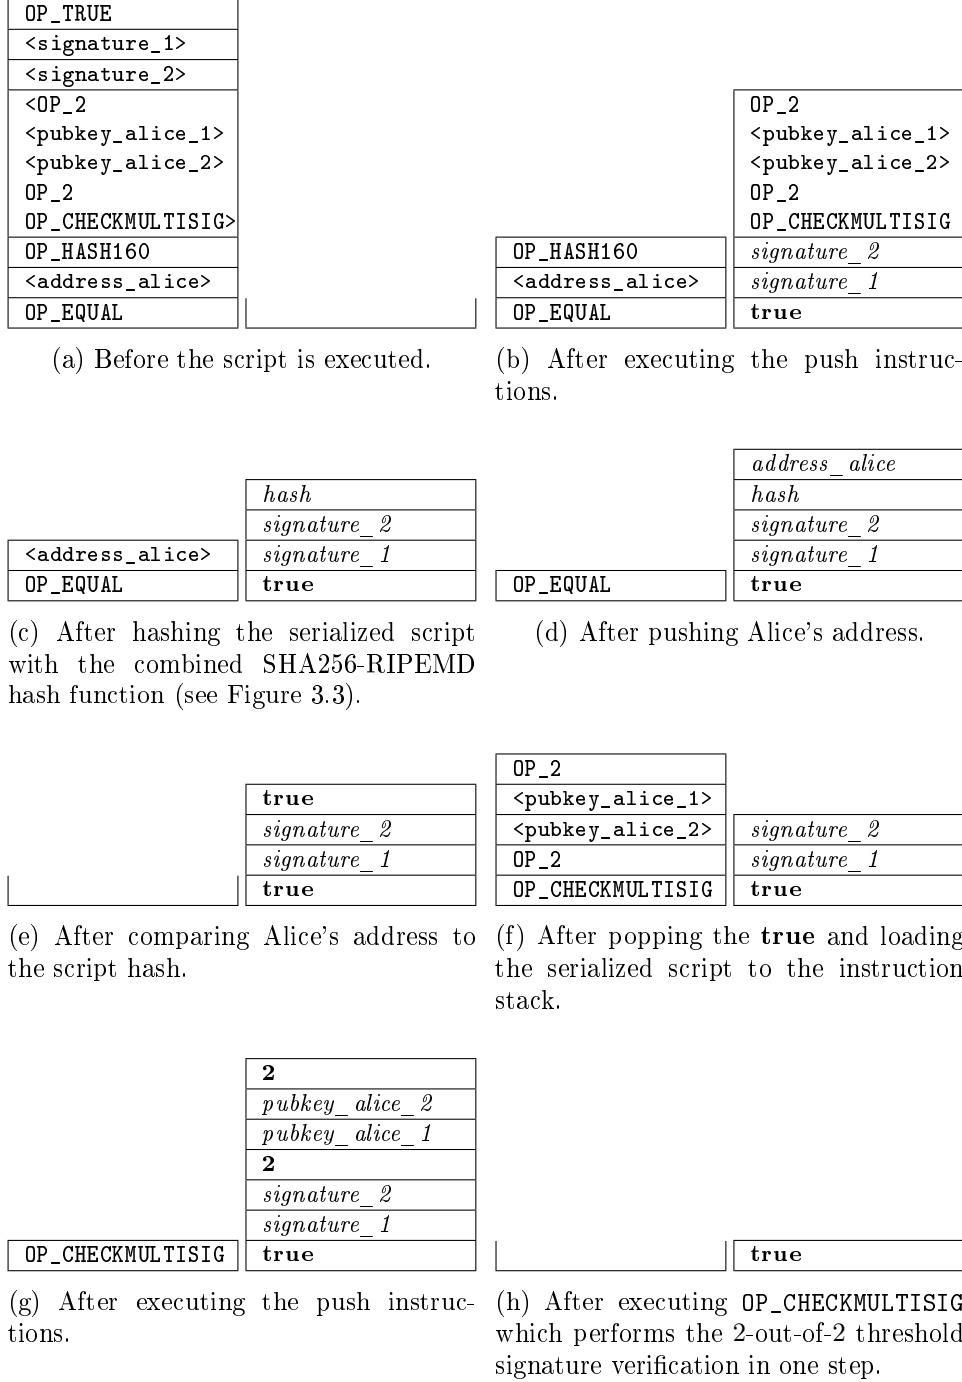 OP_TRUE
<signature_1>
<signature_2>
<OP_2
<pubkey_alice_1>
<pubkey_alice_2>
OP_2
OP_CHECKMULTISIG>
OP_HASH160
<address_alice>
OP_EQUAL
(a) Before the script is executed.
OP_HASH160
<address_alice>
OP_EQUAL
OP_2
<pubkey_alice_1>
<pubkey_alice_2>
OP_2
OP_CHECKMULTISIG
signature_2
signature_1
true
(b) After executing the push instruc-
tions.
<address_alice>
OP_EQUAL
hash
signature_2
signature_1
true
(c) After hashing the serialized script
with the combined SHA256-RIPEMD
hash function (see Figure 3.3).
OP_EQUAL
address_alice
hash
signature_2
signature_1
true
(d) After pushing Alice's address.
true
signature_2
signature_1
true
(e) After comparing Alice's address to
the script hash.
OP_2
<pubkey_alice_1>
<pubkey_alice_2>
OP_2
OP_CHECKMULTISIG
signature_2
signature_1
true
(f) After popping the true and loading
the serialized script to the instruction
stack.
OP_CHECKMULTISIG
2
pubkey_alice_2
pubkey_alice_1
2
signature_2
signature_1
true
(g) After executing the push instruc-
tions.
true
(h) After executing OP_CHECKMULTISIG
which performs the 2-out-of-2 threshold
signature verification in one step.